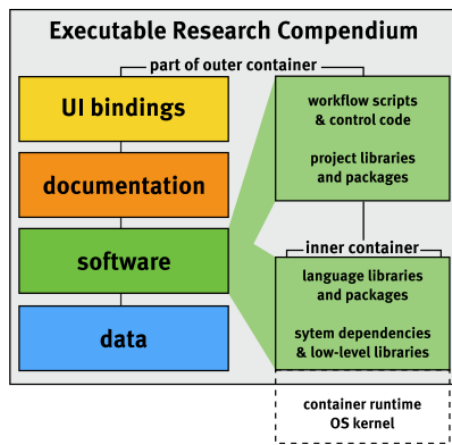 Executable Research Compendium
part of outer container
UI bindings
documentation
software
data
workflow scripts
& control code
project libraries
and packages
inner container
language libraries
and packages
sytem dependencies
& low-level libraries
container runtime
OS kernel